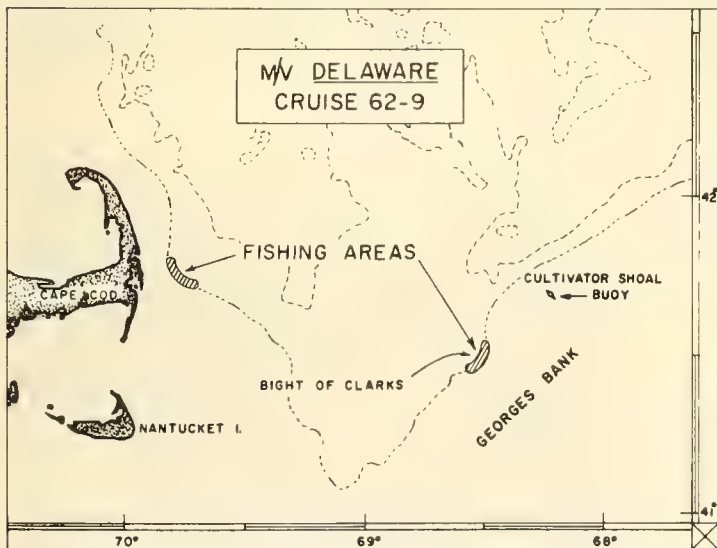 M/V DELAWARE
CRUISE 62-9
42°
FISHING AREAS
CAPE COD
CULTIVATOR SHOAL
BUOY
BIGHT OF CLARKS
GEORGES BANK
NANTUCKET I.
41°
70°
69°
68°